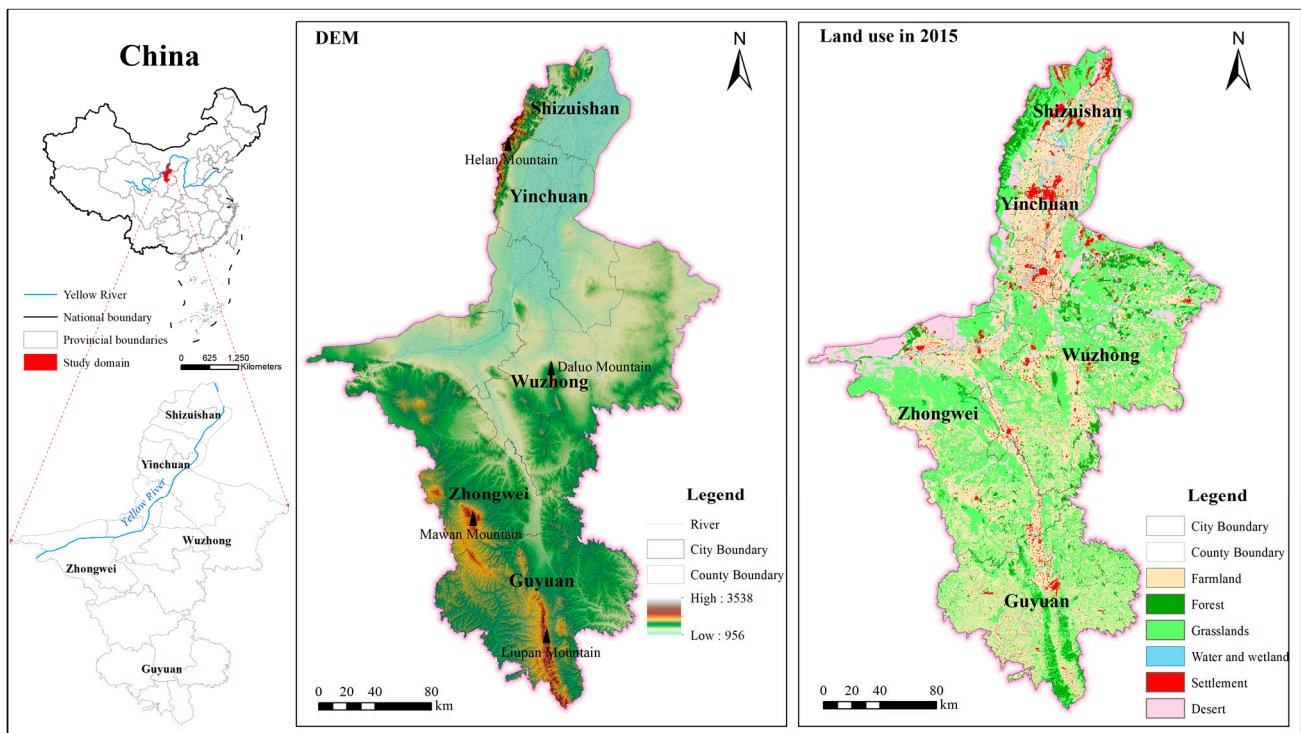 China
Yellow River
National boundary
Provincial boundaries
Study domain
0 625 1,250
Kilometers
Shizuishan
Yinchuan
Yellow River
Wuzhong
Zhongwei
Guyuan
DEM
N
Shizuishan
Helan Mountain
Yinchuan
Daluo Mountain
Wuzhong
Zhongwei
Mawan Mountain
Guyuan
Liupan Mountain
Legend
River
City Boundary
County Boundary
High : 3538
Low : 956
0 20 40 80
km
Land use in 2015
N
Shizuishan
Yinchuan
Wuzhong
Zhongwei
Guyuan
Legend
City Boundary
County Boundary
Farmland
Forest
Grasslands
Water and wetland
Settlement
Desert
0 20 40 80
km